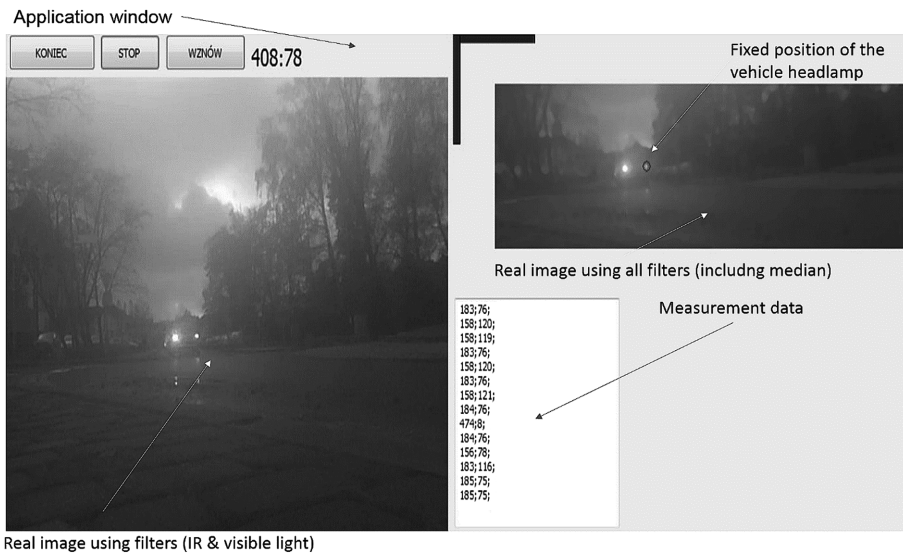 Application window
KONIEC
STOP
WZNÓW
408:78
Fixed position of the
vehicle headlamp
Real image using all filters (includng median)
Measurement data
183;76;
158;120;
158;119;
183;76;
158;120;
183;76;
158;121;
184;76;
474;8;
184;76;
156;78;
183;116;
185;75;
185;75;
Real image using filters (IR & visible light)